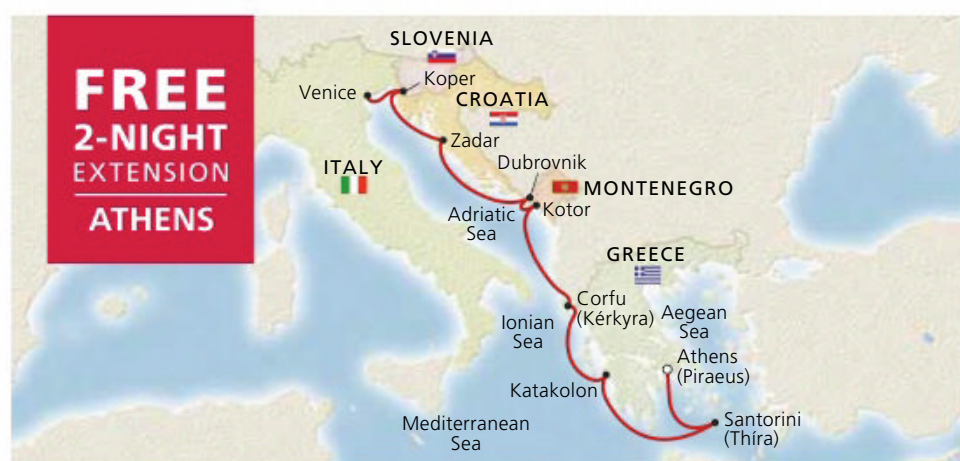 FREE
2-NIGHT
EXTENSION
ATHENS
SLOVENIA
Koper
Venice
CROATIA
Zadar
ITALY
Dubrovnik
MONTENEGRO
Kotor
Adriatic
Sea
GREECE
Corfu
(Kérkyra)
Aegean
Sea
Ionian
Sea
Athens
(Piraeus)
Katakolon
Mediterranean
Sea
Santorini
(Thíra)